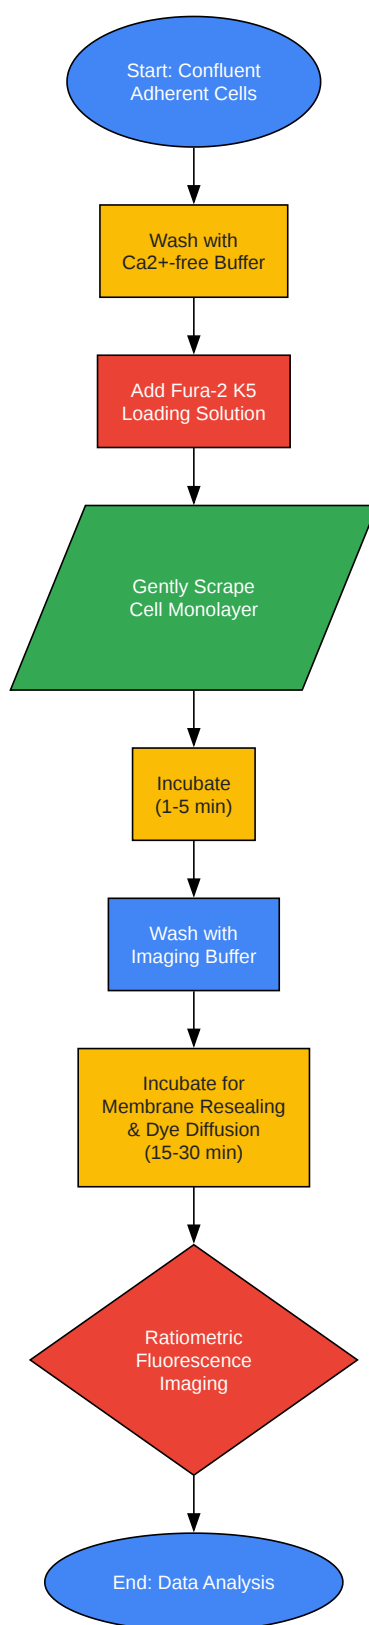 Start: Confluent
Adherent Cells
Wash with
Ca2+-free Buffer
Add Fura-2 K5
Loading Solution
Gently Scrape
Cell Monolayer
Incubate
(1-5 min)
Wash with
Imaging Buffer
Incubate for
Membrane Resealing
& Dye Diffusion
(15-30 min)
Ratiometric
Fluorescence
Imaging
End: Data Analysis